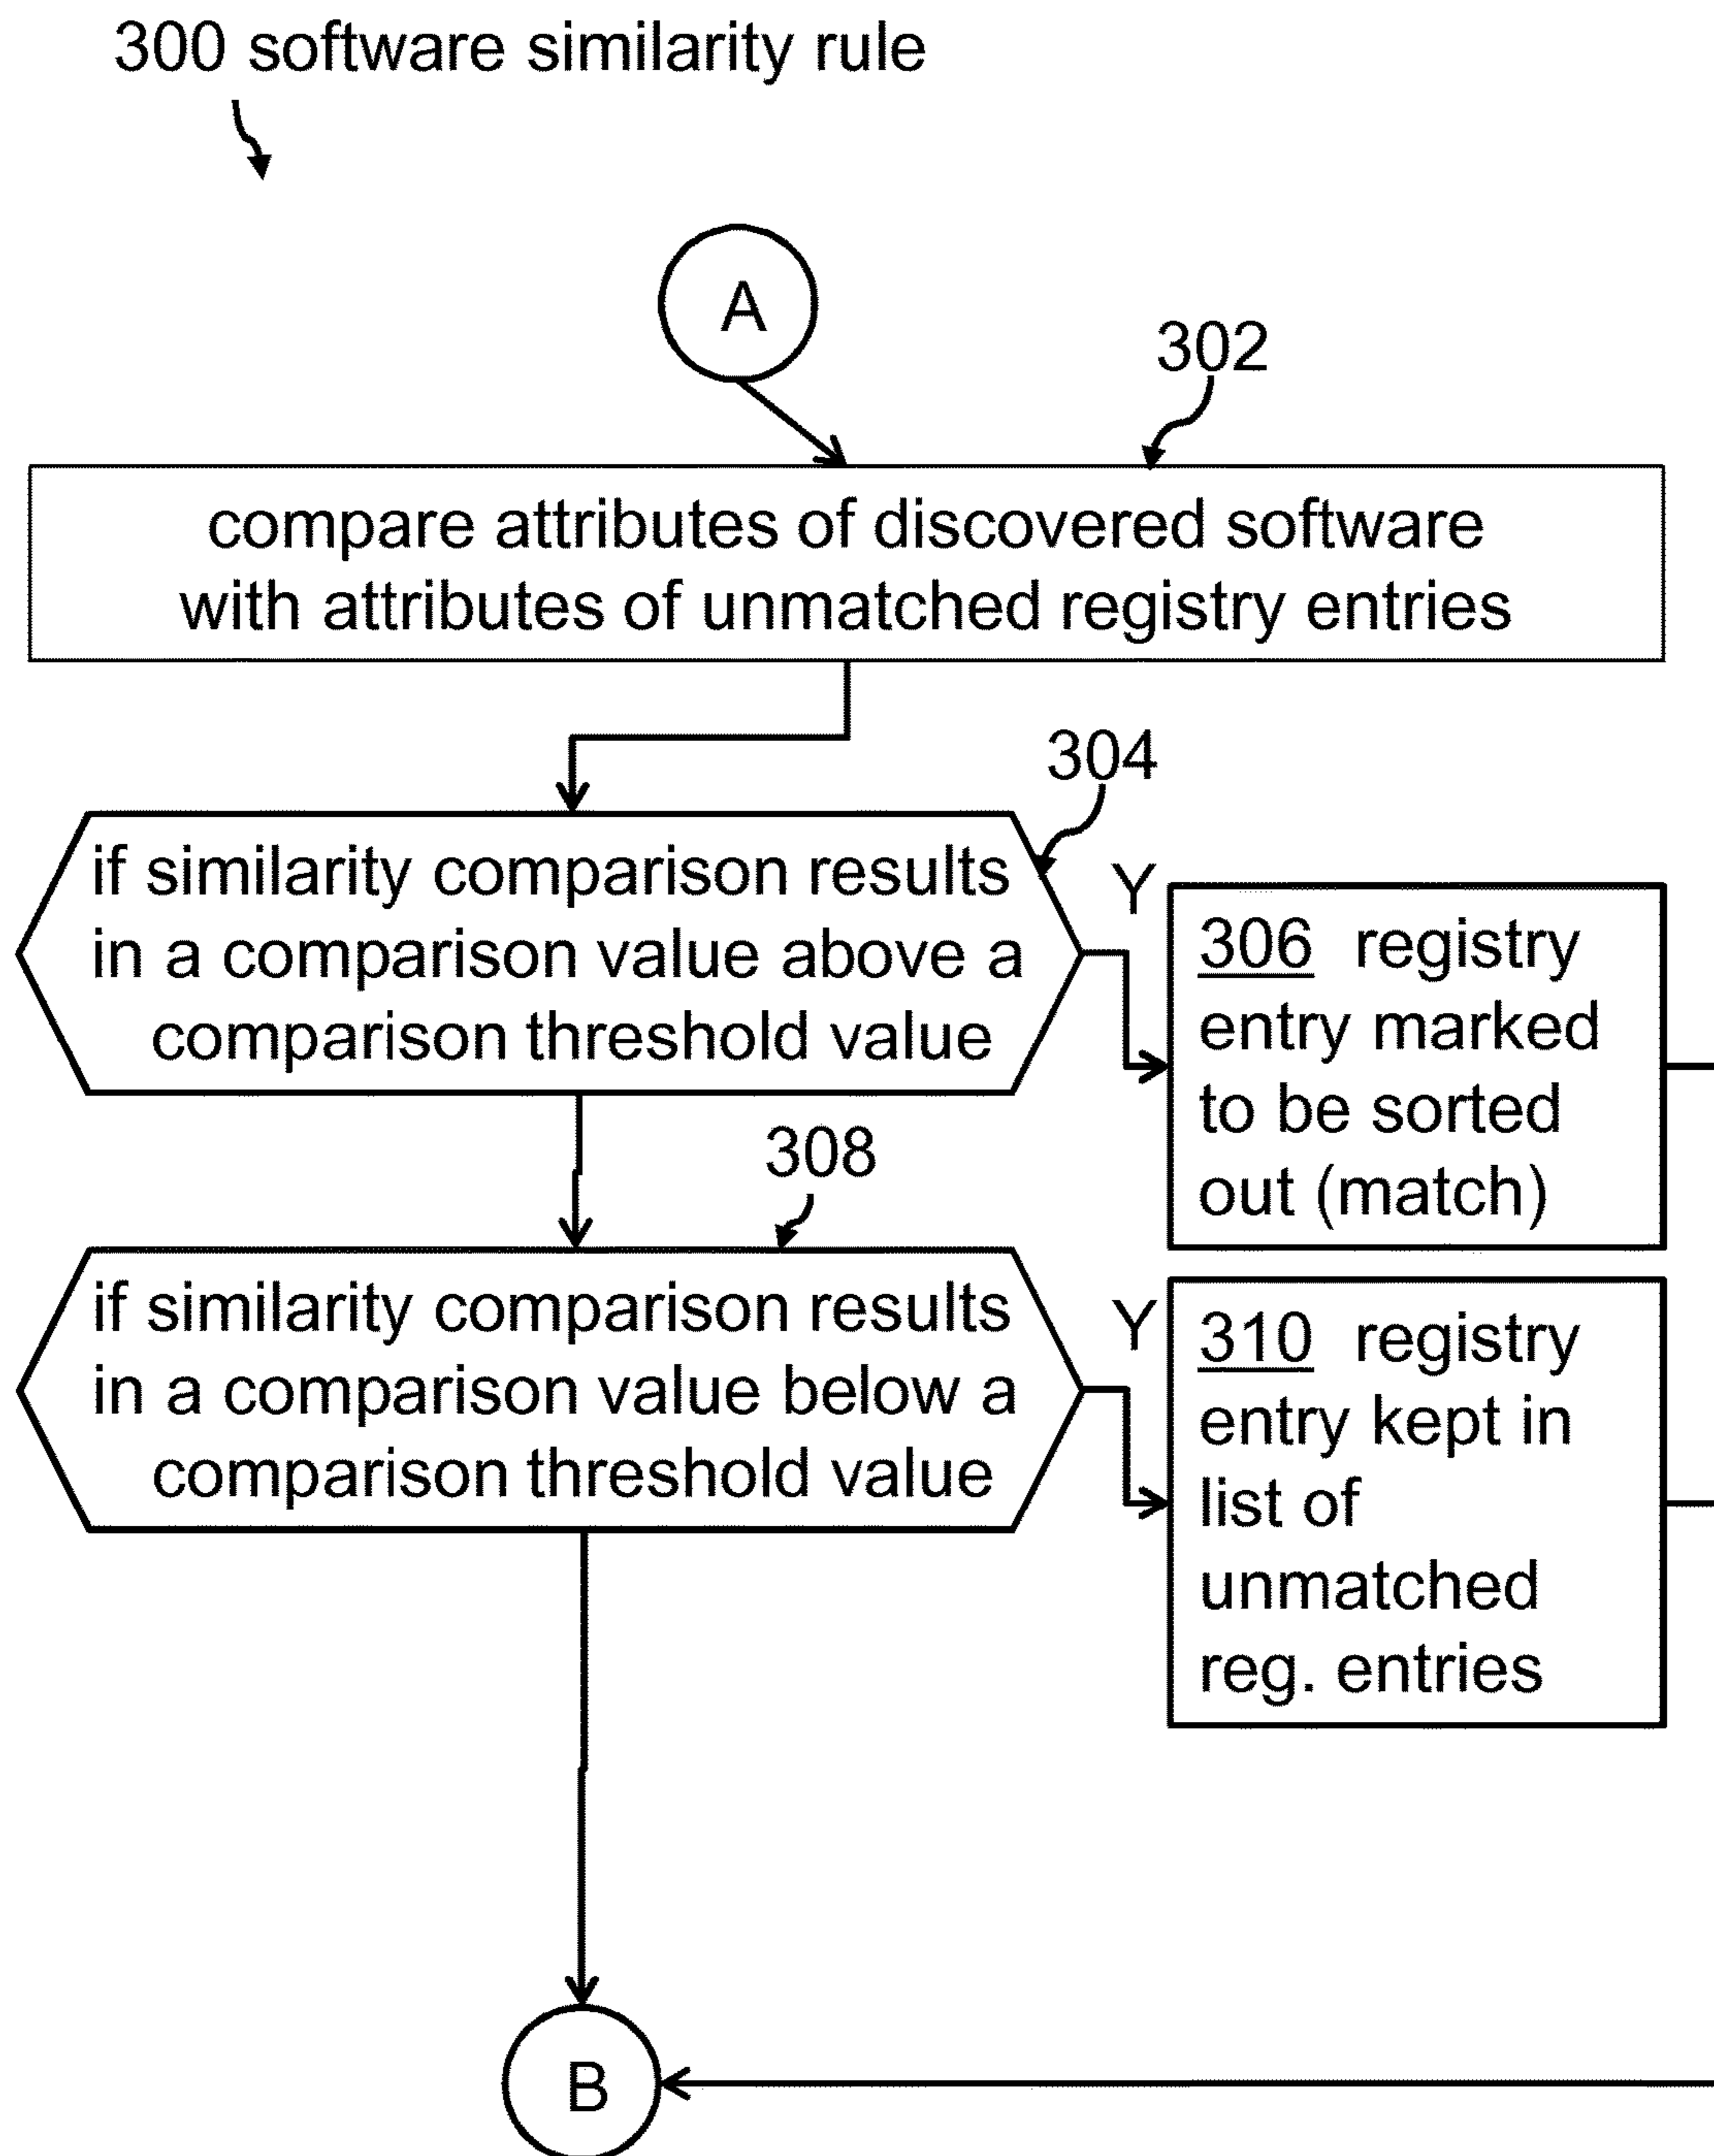 300 software similarity rule
A
302
compare attributes of discovered software
with attributes of unmatched registry entries
304
if similarity comparison results
in a comparison value above a
comparison threshold value
Y
306 registry
entry marked
to be sorted
out (match)
308
if similarity comparison results
in a comparison value below a
comparison threshold value
Y
310 registry
entry kept in
list of
unmatched
reg. entries
B